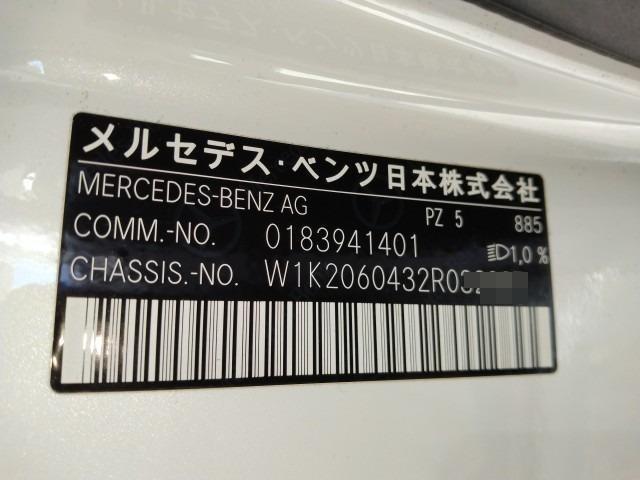 メルセデス・ベンツ日本株式会社
MERCEDES-BENZ AG PZ 5 885
COMM.-NO. 0183941401 1,0 %
CHASSIS.-NO. W1K2060432R03